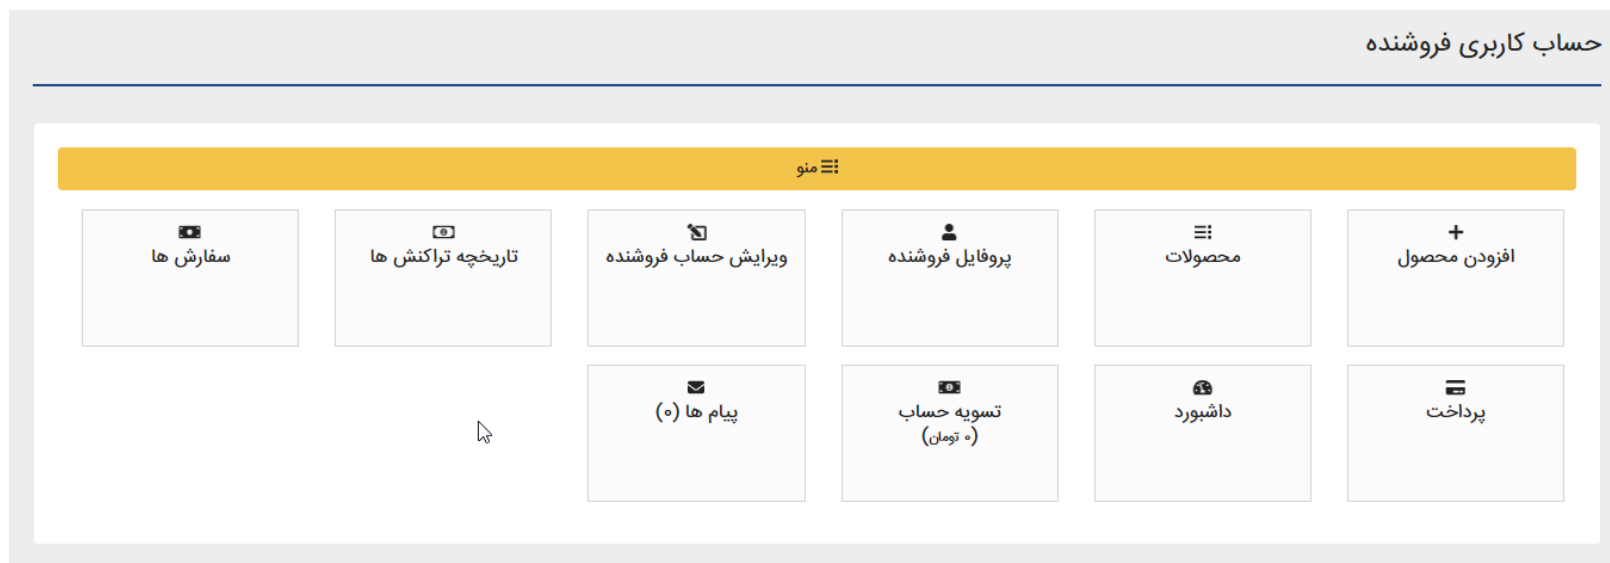 حساب کاربری فروشنده
منو
افزودن محصول
محصولات
پروفایل فروشنده
ویرایش حساب فروشنده
تاریخچه تراکنش ها
سفارش ها
پرداخت
داشبورد
تسویه حساب
(۰ تومان)
پیام ها (۰)